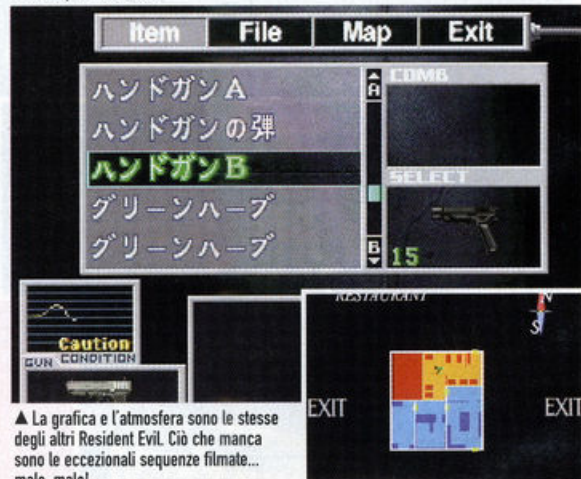 Item File Map Exit
COMB
ハンドガンA
ハンドガンの弾
ハンドガンB
グリーンハーブ
グリーンハーブ
A
B
SELECT
15
Caution
GUN CONDITION
RESTAURANT
N
S
EXIT EXIT
▲ La grafica e l'atmosfera sono le stesse
degli altri Resident Evil. Ciò che manca
sono le eccezionali sequenze filmate...
male, male!